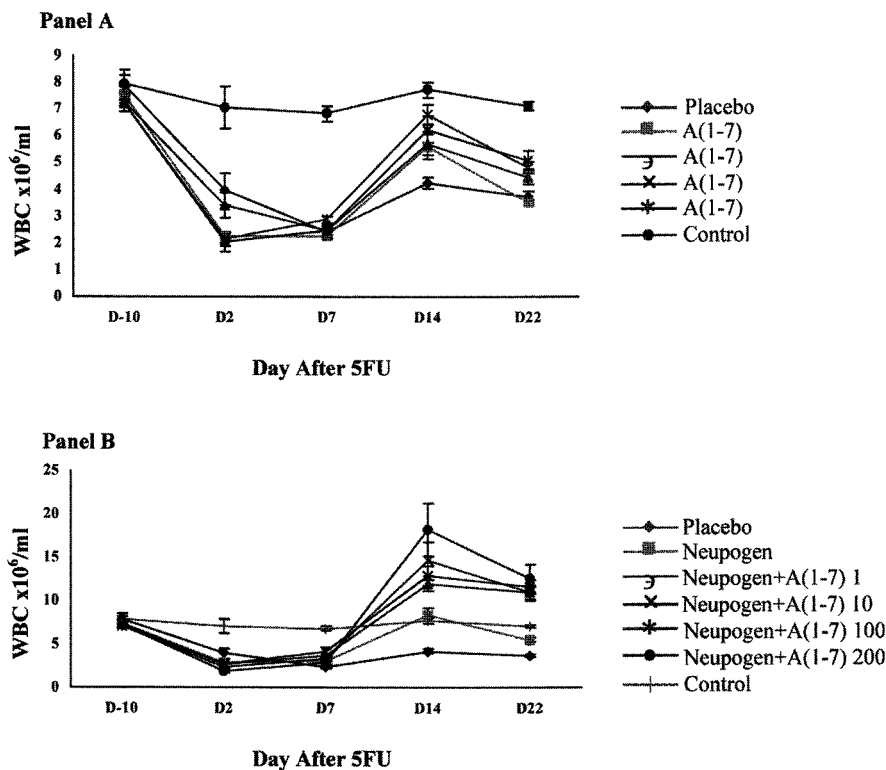 Panel A
WBC x10⁶/ml
9
8
7
6
5
4
3
2
1
0
D-10 D2 D7 D14 D22
Day After 5FU
Placebo
A(1-7)
A(1-7)
A(1-7)
A(1-7)
Control
Panel B
WBC x10⁶/ml
25
20
15
10
5
0
D-10 D2 D7 D14 D22
Day After 5FU
Placebo
Neupogen
Neupogen+A(1-7) 1
Neupogen+A(1-7) 10
Neupogen+A(1-7) 100
Neupogen+A(1-7) 200
Control